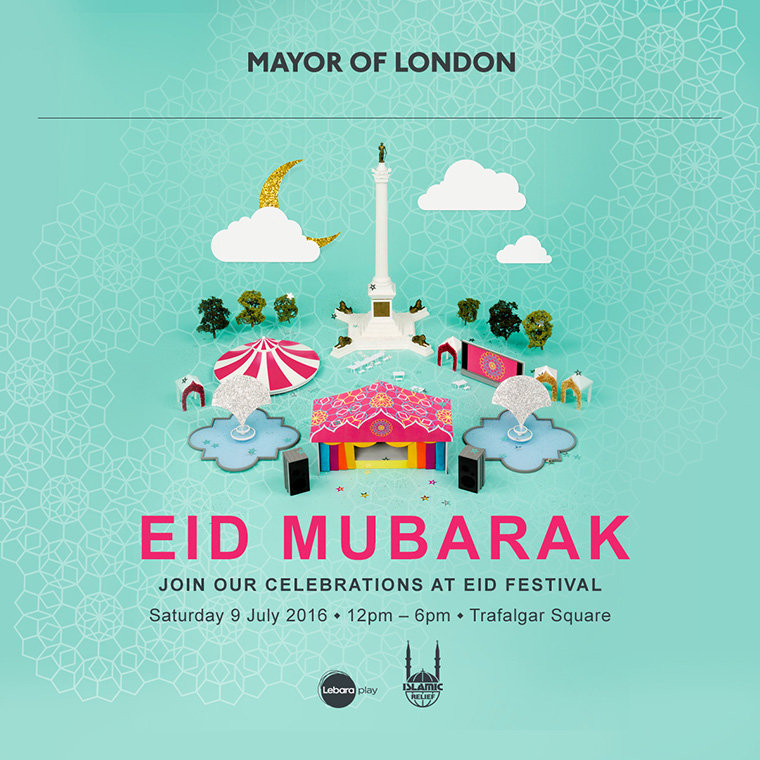 MAYOR OF LONDON
EID MUBARAK
JOIN OUR CELEBRATIONS AT EID FESTIVAL
Saturday 9 July 2016 ◆ 12pm – 6pm ◆ Trafalgar Square
Lebara play
ISLAMIC
RELIEF